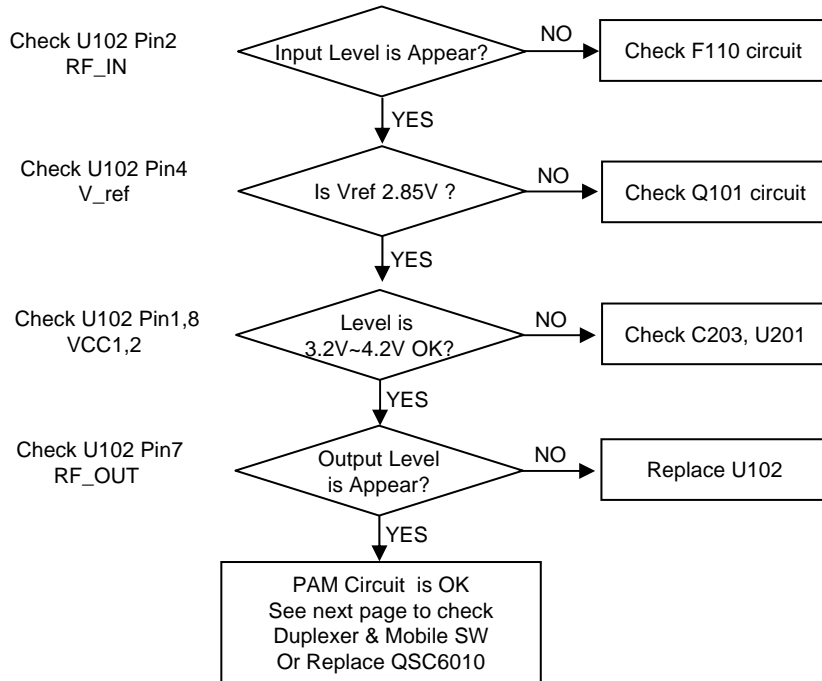 Check U102 Pin2
RF_IN
Input Level is Appear?
NO
Check F110 circuit
YES
Check U102 Pin4
V_ref
Is Vref 2.85V ?
NO
Check Q101 circuit
YES
Check U102 Pin1,8
VCC1,2
Level is
3.2V~4.2V OK?
NO
Check C203, U201
YES
Check U102 Pin7
RF_OUT
Output Level
is Appear?
NO
Replace U102
YES
PAM Circuit is OK
See next page to check
Duplexer & Mobile SW
Or Replace QSC6010